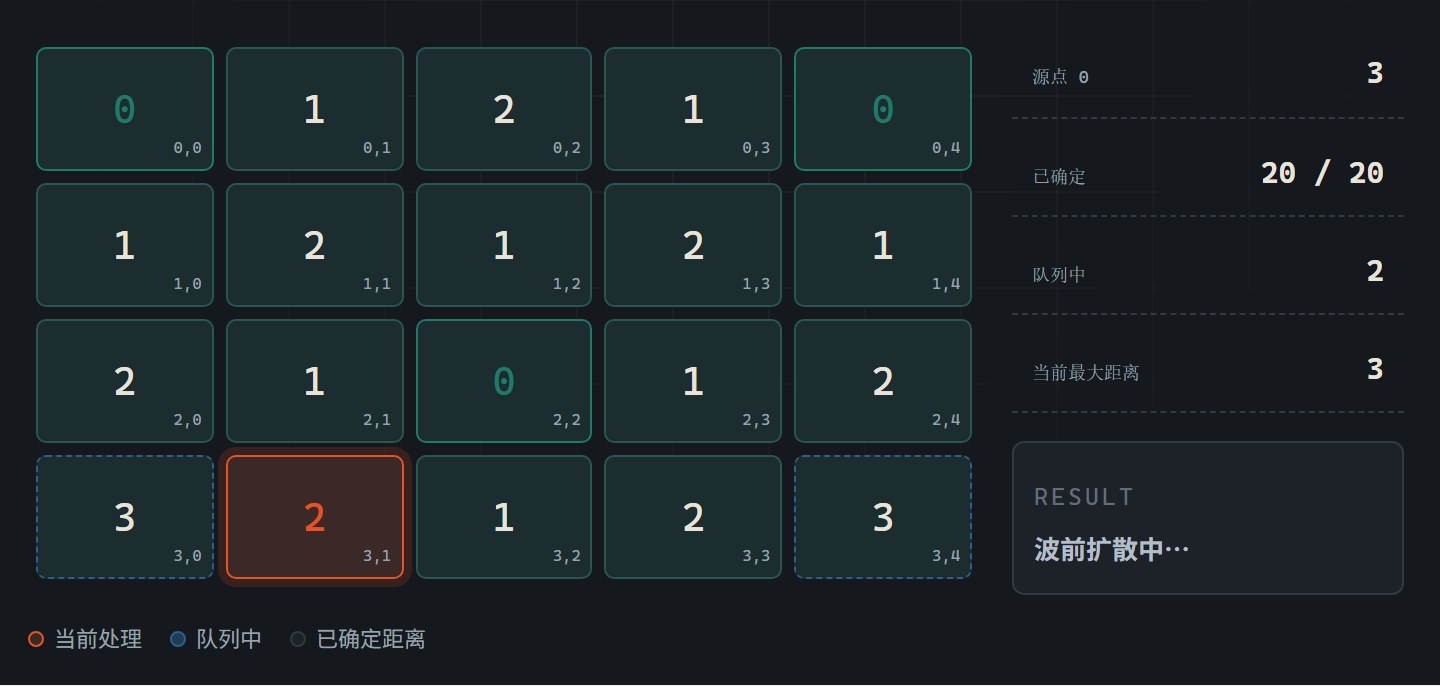 0 1 2 1 0
0,0 0,1 0,2 0,3 0,4
1 2 1 2 1
1,0 1,1 1,2 1,3 1,4
2 1 0 1 2
2,0 2,1 2,2 2,3 2,4
3 2 1 2 3
3,0 3,1 3,2 3,3 3,4
当前处理 队列中 已确定距离
源点 0 3
已确定 20 / 20
队列中 2
当前最大距离 3
RESULT
波前扩散中…